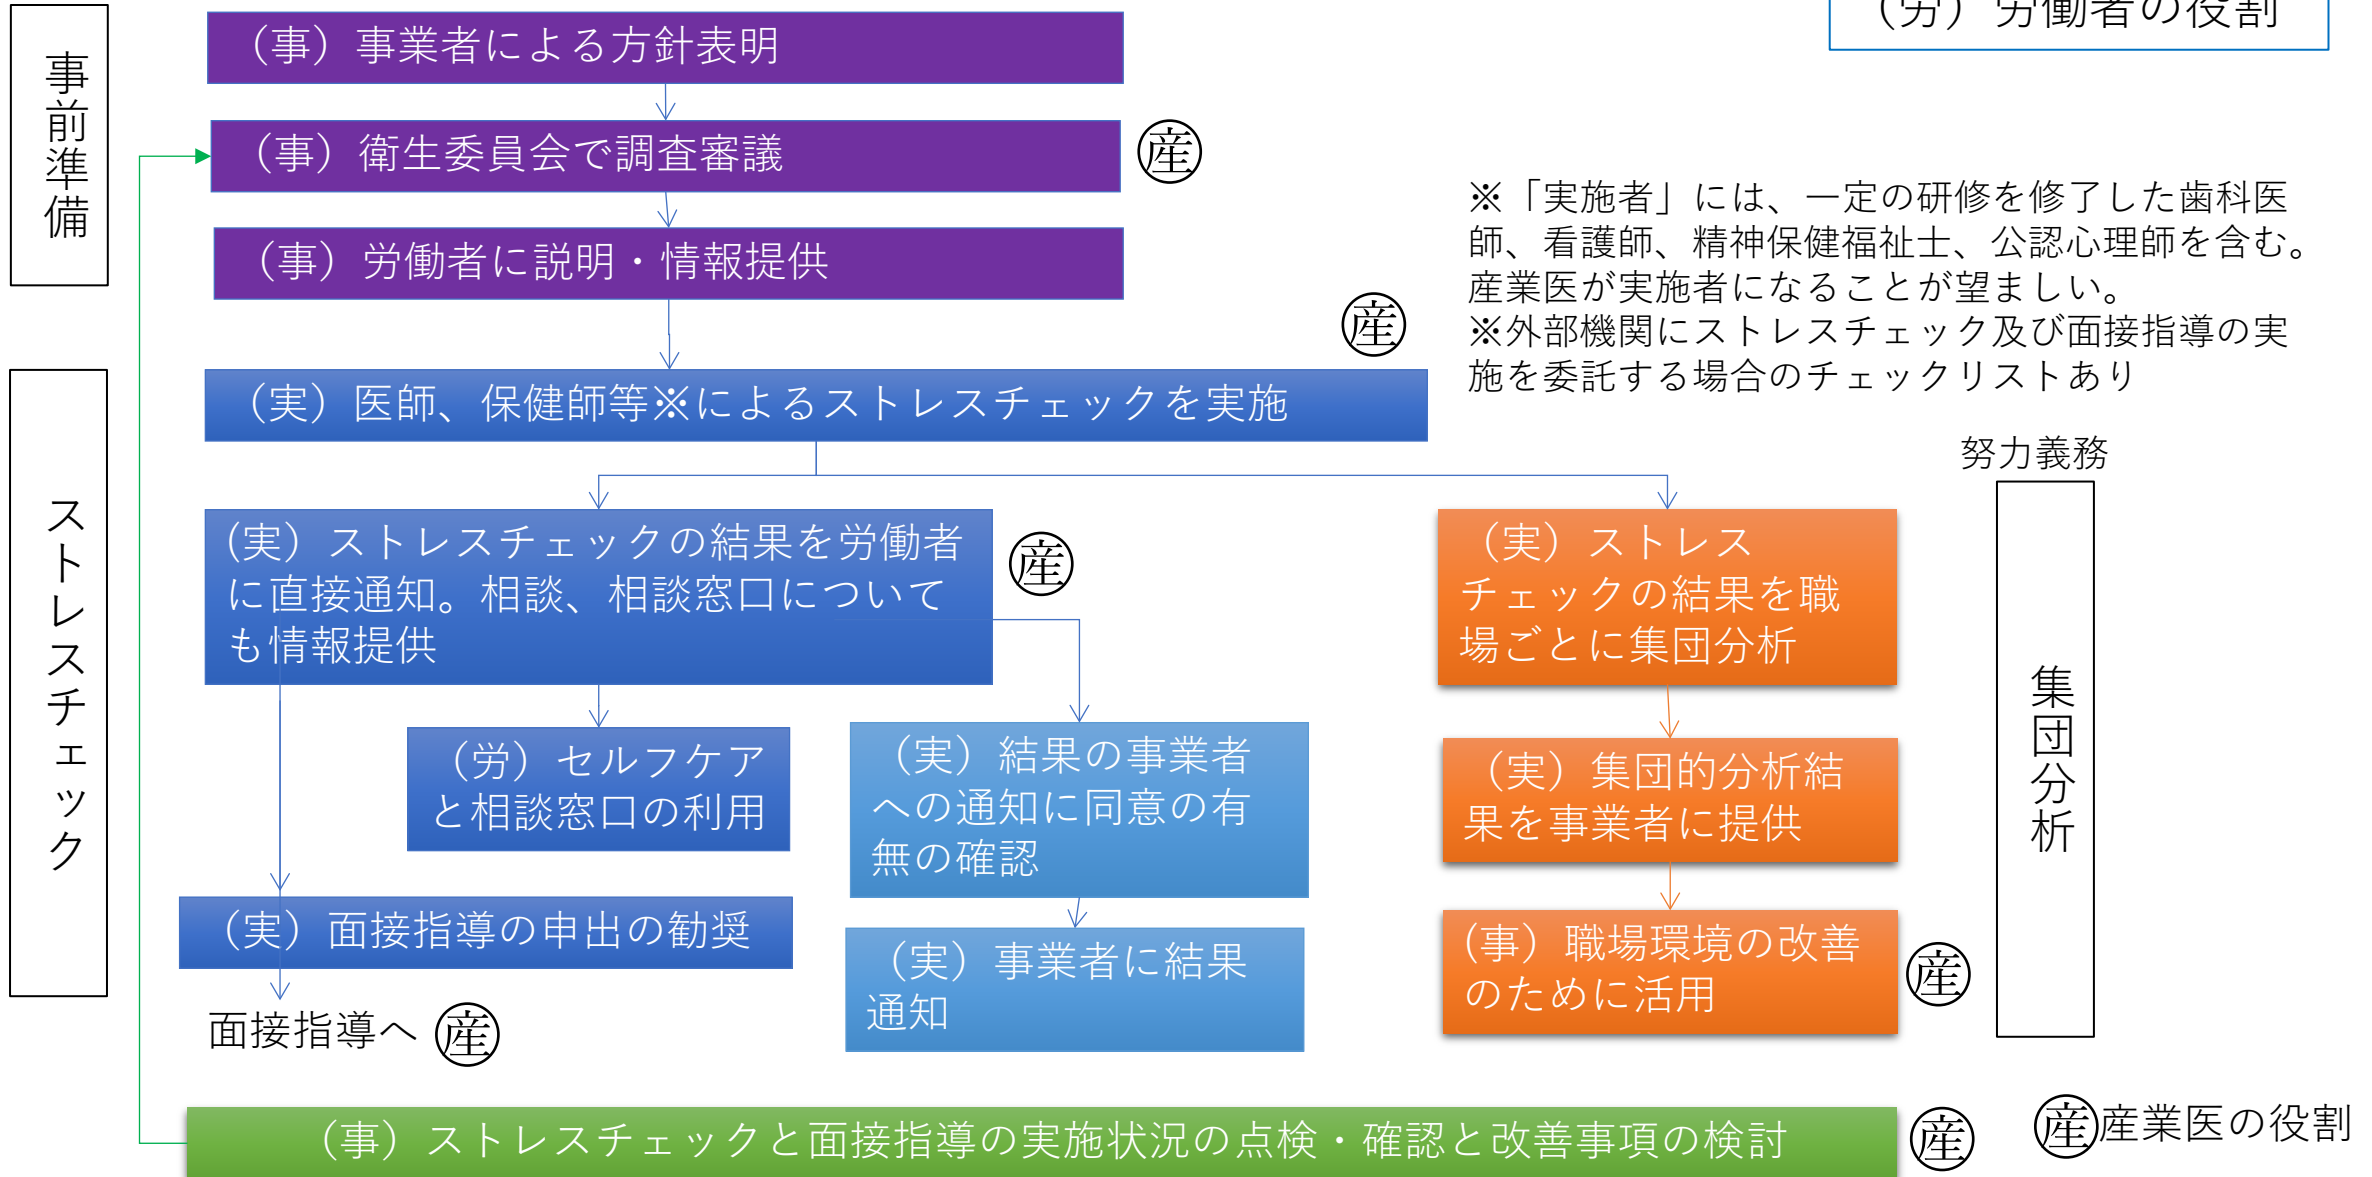 (労)労働者の役割
事前準備
(事)事業者による方針表明
(事)衛生委員会で調査審議
産
(事)労働者に説明・情報提供
※「実施者」には、一定の研修を修了した歯科医
師、看護師、精神保健福祉士、公認心理師を含む。
産業医が実施者になることが望ましい。
※外部機関にストレスチェック及び面接指導の実
施を委託する場合のチェックリストあり
産
ストレスチェック
(実)医師、保健師等※によるストレスチェックを実施
努力義務
集団分析
(実)ストレスチェックの結果を労働者
に直接通知。相談、相談窓口について
も情報提供
産
(実)ストレス
チェックの結果を職
場ごとに集団分析
(労)セルフケア
と相談窓口の利用
(実)結果の事業者
への通知に同意の有
無の確認
(実)集団的分析結
果を事業者に提供
(実)面接指導の申出の勧奨
(実)事業者に結果
通知
(事)職場環境の改善
のために活用
産
面接指導へ 産
(事)ストレスチェックと面接指導の実施状況の点検・確認と改善事項の検討
産
産産業医の役割